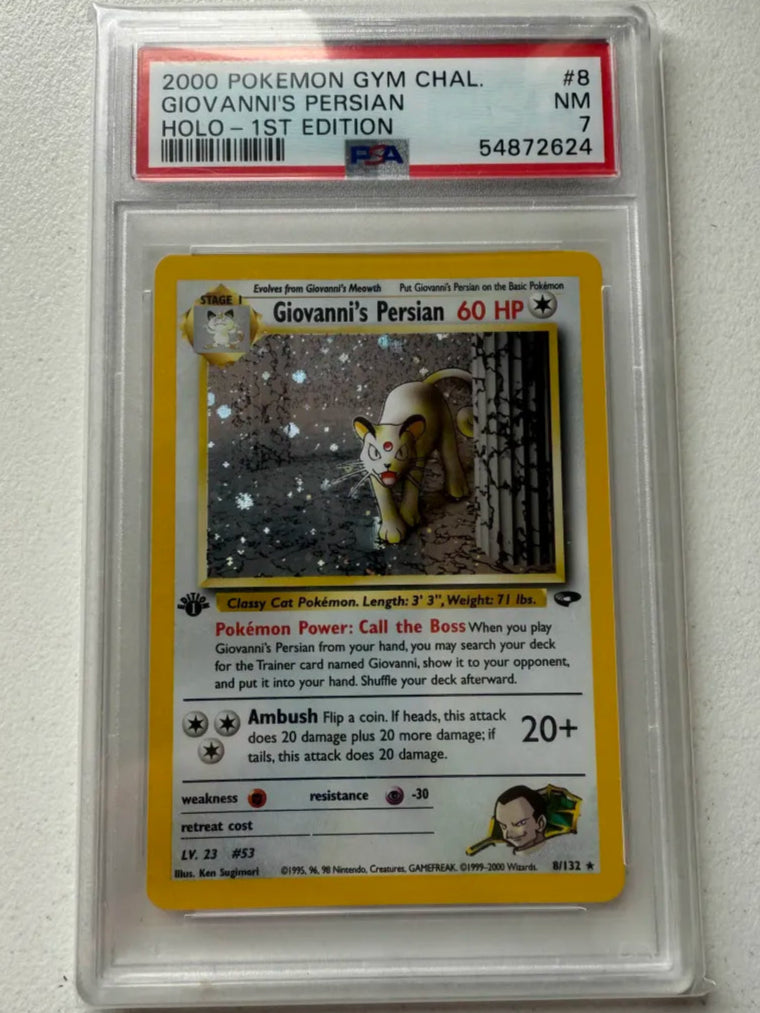 2000 POKEMON GYM CHAL. #8
GIOVANNI'S PERSIAN NM
HOLO – 1ST EDITION 7
PSA 54872624
Evolves from Giovanni's Meowth Put Giovanni's Persian on the Basic Pokémon
STAGE 1
Giovanni's Persian 60 HP
EDITION
1
Classy Cat Pokémon. Length: 3' 3", Weight: 71 lbs.
Pokémon Power: Call the Boss When you play
Giovanni's Persian from your hand, you may search your deck
for the Trainer card named Giovanni, show it to your opponent,
and put it into your hand. Shuffle your deck afterward.
Ambush Flip a coin. If heads, this attack
does 20 damage plus 20 more damage; if
tails, this attack does 20 damage.
20+
weakness resistance -30
retreat cost
LV. 23 #53
Illus. Ken Sugimori ©1995, 96, 98 Nintendo, Creatures, GAMEFREAK. ©1999-2000 Wizards. 8/132 ★